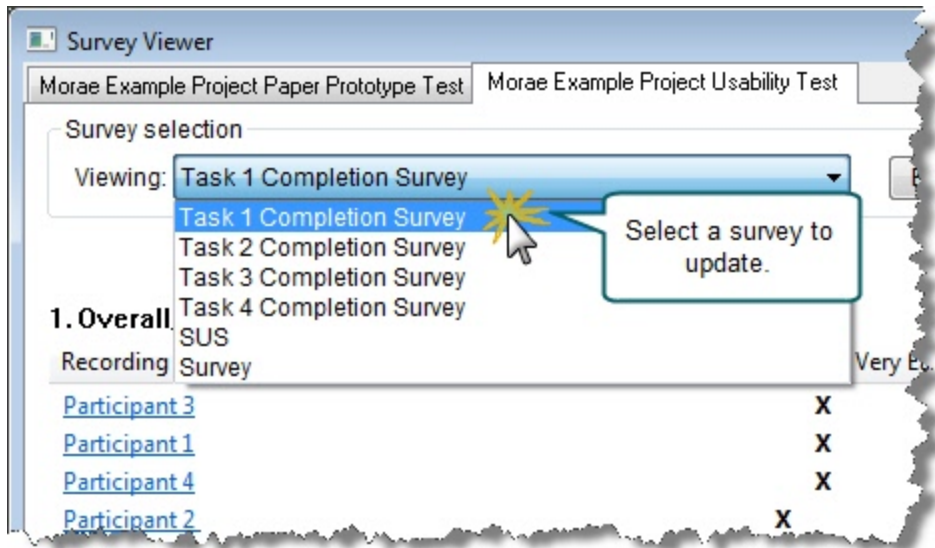 Survey Viewer
Morae Example Project Paper Prototype Test
Morae Example Project Usability Test
Survey selection
Viewing: Task 1 Completion Survey
Task 1 Completion Survey
Task 2 Completion Survey
Task 3 Completion Survey
Task 4 Completion Survey
SUS
Survey
Select a survey to
update.
1. Overall
Recording
Very
Participant 3
X
Participant 1
X
Participant 4
X
Participant 2
X